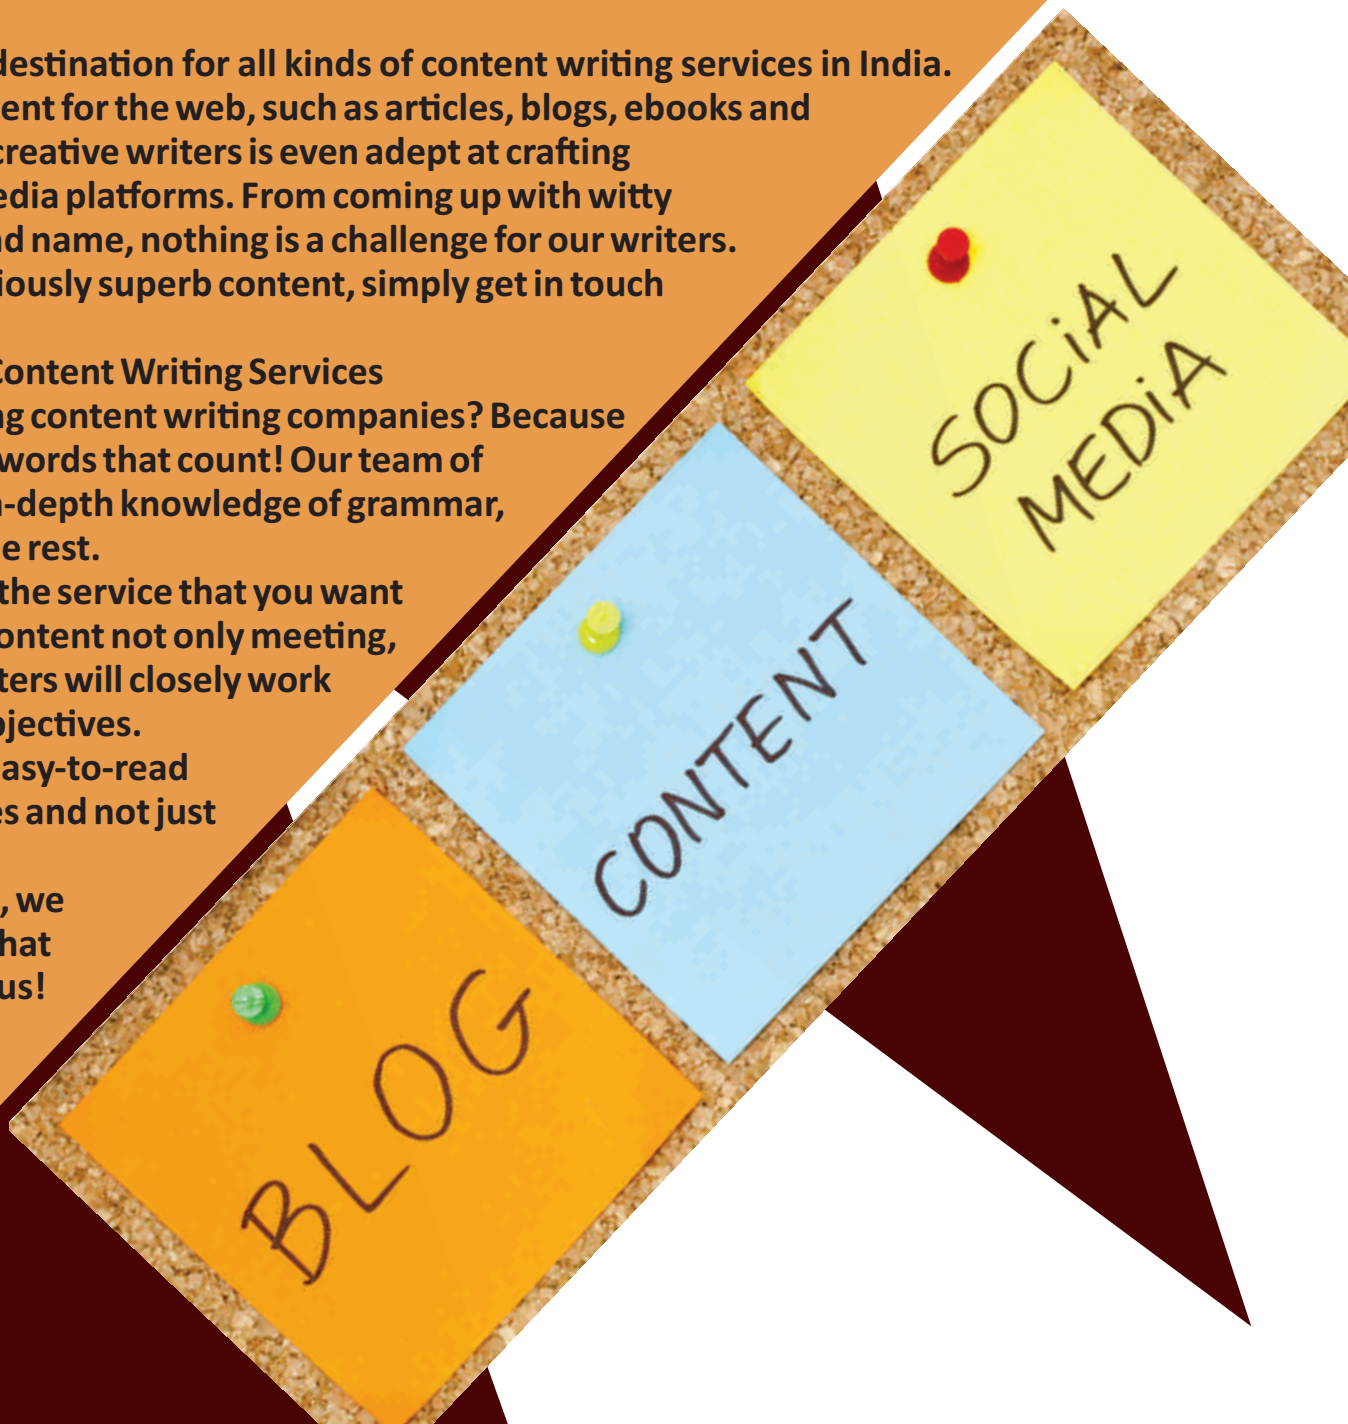 destination for all kinds of content writing services in India.
ent for the web, such as articles, blogs, ebooks and
creative writers is even adept at crafting
edia platforms. From coming up with witty
d name, nothing is a challenge for our writers.
iously superb content, simply get in touch
Content Writing Services
ng content writing companies? Because
words that count! Our team of
-depth knowledge of grammar,
e rest.
the service that you want
ontent not only meeting,
ters will closely work
bjectives.
asy-to-read
es and not just
, we
hat
us!
SOCiAL
MEDiA
CONTENT
BLOG